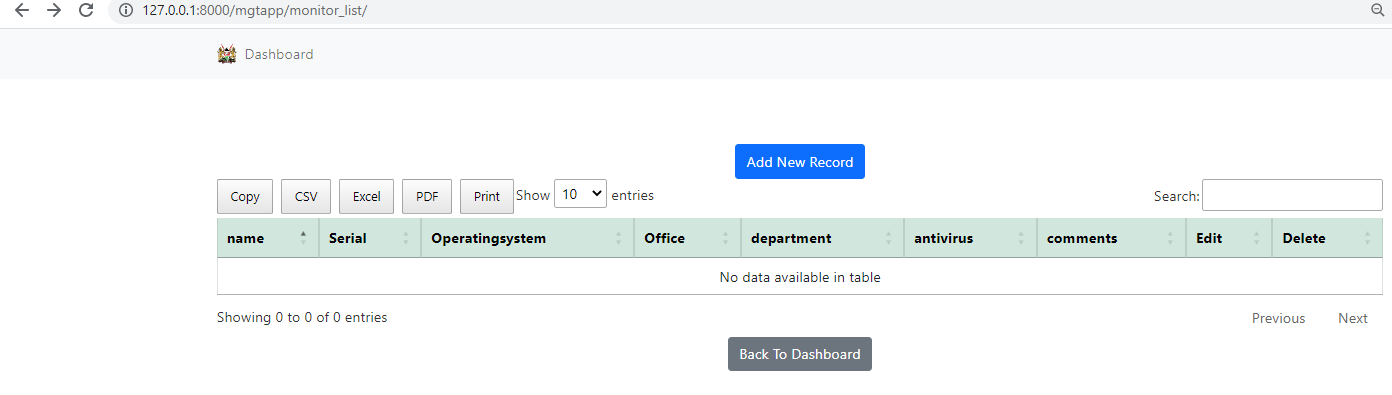 127.0.0.1:8000/mgtapp/monitor_list/
Dashboard
Add New Record
Copy CSV Excel PDF Print Show 10 entries Search:
name Serial Operatingsystem Office department antivirus comments Edit Delete
No data available in table
Showing 0 to 0 of 0 entries Previous Next
Back To Dashboard